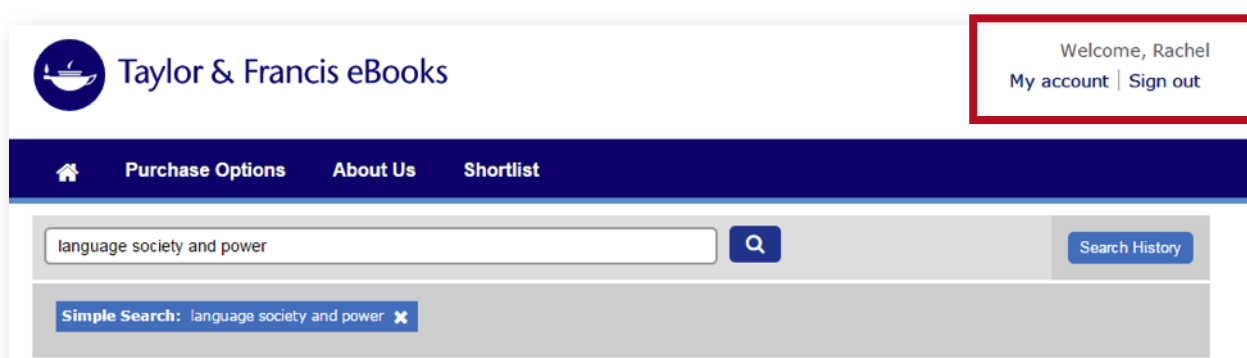 Taylor & Francis eBooks
Welcome, Rachel
My account | Sign out
Purchase Options About Us Shortlist
language society and power
Search History
Simple Search: language society and power